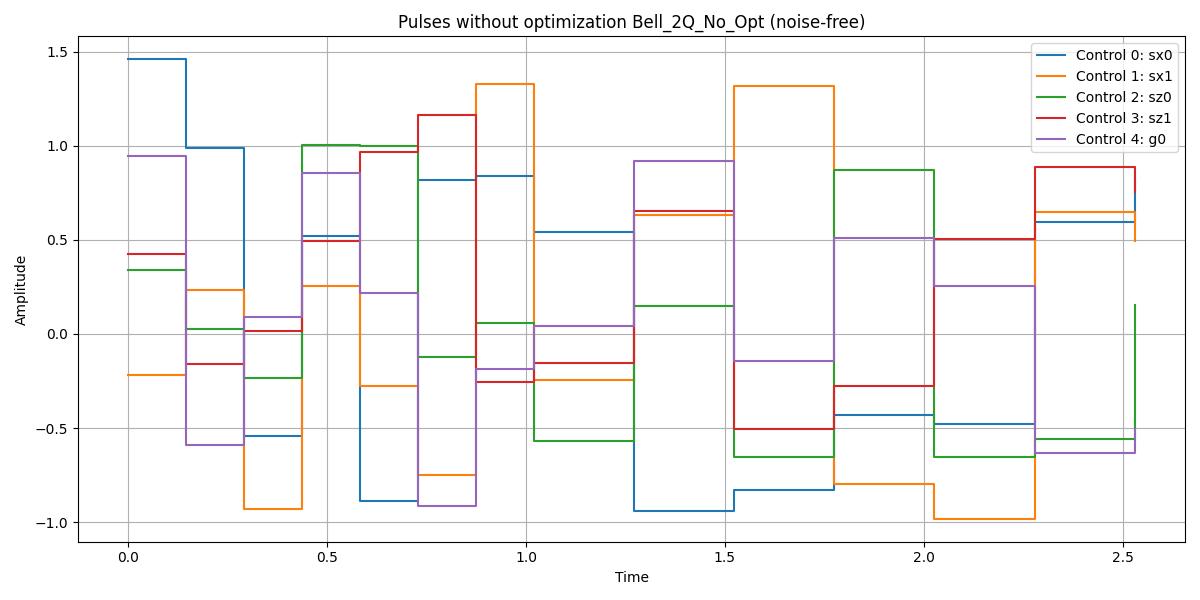 Pulses without optimization Bell_2Q_No_Opt (noise-free)
1.5
1.0
0.5
0.0
−0.5
−1.0
Amplitude
Control 0: sx0
Control 1: sx1
Control 2: sz0
Control 3: sz1
Control 4: g0
0.0
0.5
1.0
1.5
2.0
2.5
Time